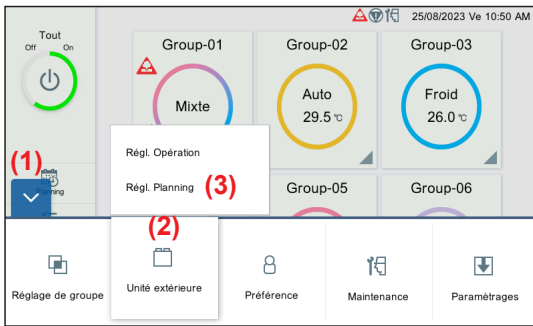 25/08/2023 Ve 10:50 AM
Tout
Off On
Group-01
Group-02
Group-03
Mixte
Auto
29.5 °C
Froid
26.0 °C
Régl. Opération
(1)
Régl. Planning (3)
Group-05
Group-06
(2)
Réglage de groupe
Unité extérieure
Préférence
Maintenance
Paramètrages